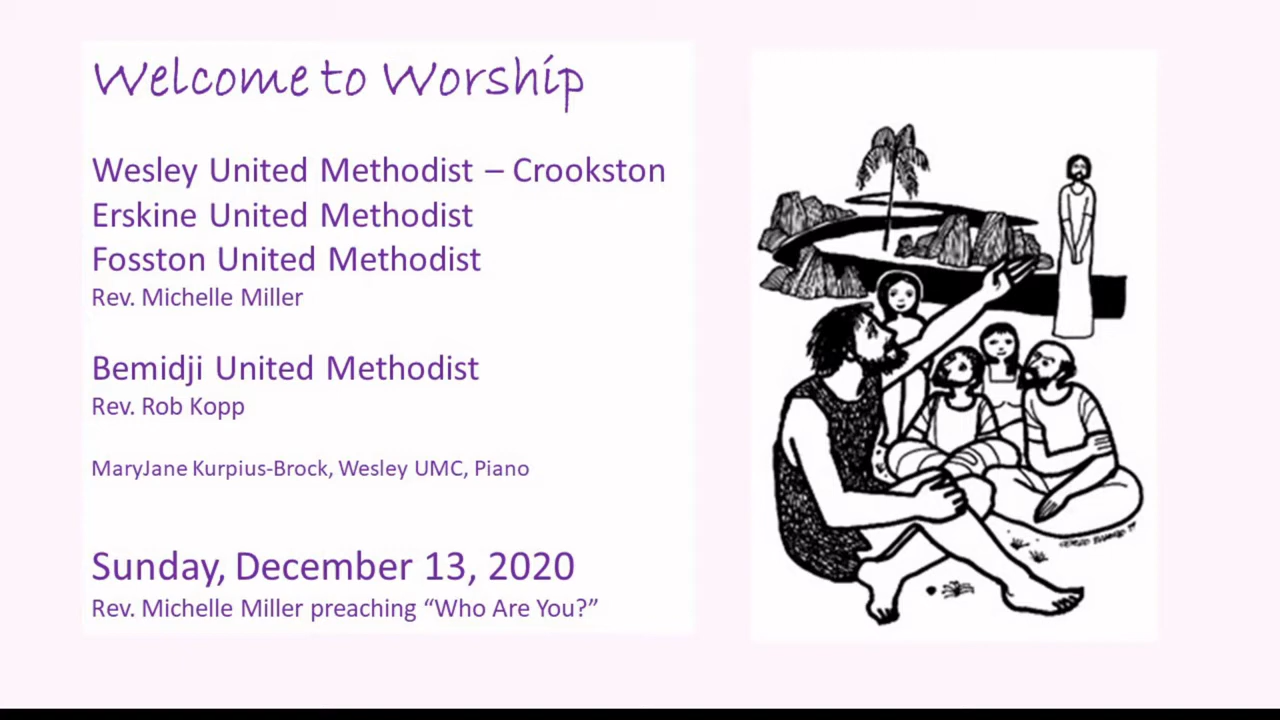 Welcome to Worship
Wesley United Methodist – Crookston
Erskine United Methodist
Fosston United Methodist
Rev. Michelle Miller
Bemidji United Methodist
Rev. Rob Kopp
MaryJane Kurpius-Brock, Wesley UMC, Piano
Sunday, December 13, 2020
Rev. Michelle Miller preaching “Who Are You?”